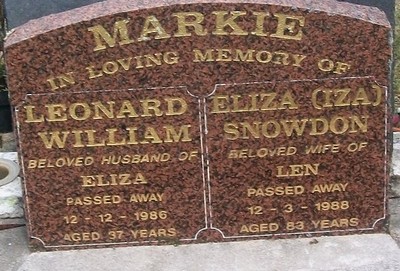 MARKIE
IN LOVING MEMORY OF
LEONARD
WILLIAM
BELOVED HUSBAND OF
ELIZA
PASSED AWAY
12 - 12 - 1986
AGED 37 YEARS
ELIZA (IZA)
SNOWDON
BELOVED WIFE OF
LEN
PASSED AWAY
12 - 3 - 1988
AGED 83 YEARS